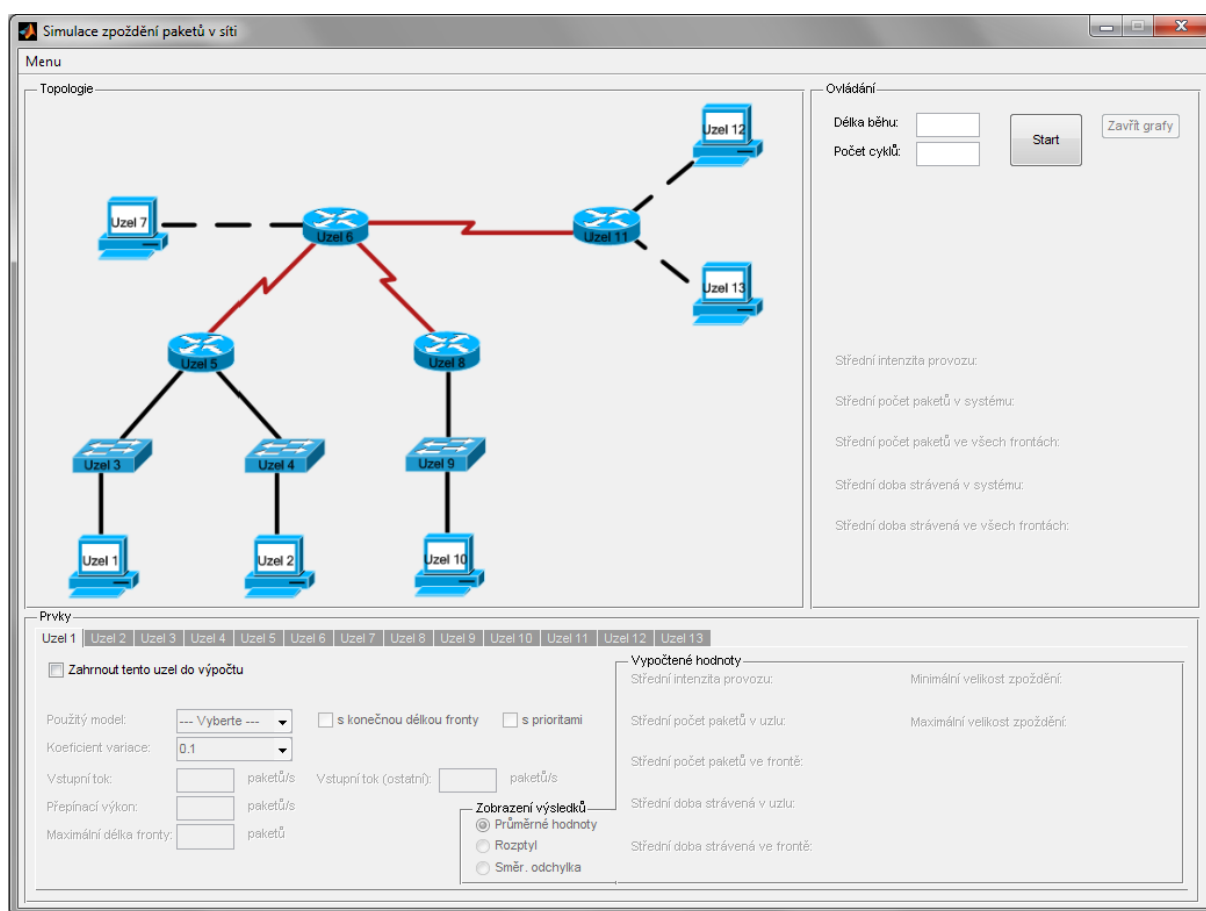 Simulace zpoždění paketů v síti
Menu
Topologie
Uzel 12
Uzel 7
Uzel 6
Uzel 11
Uzel 13
Uzel 5
Uzel 8
Uzel 3
Uzel 4
Uzel 9
Uzel 1
Uzel 2
Uzel 10
Ovládání
Délka běhu:
Počet cyklů:
Start
Zavřít grafy
Střední intenzita provozu:
Střední počet paketů v systému:
Střední počet paketů ve všech frontách:
Střední doba strávená v systému:
Střední doba strávená ve všech frontách:
Prvky
Uzel 1 Uzel 2 Uzel 3 Uzel 4 Uzel 5 Uzel 6 Uzel 7 Uzel 8 Uzel 9 Uzel 10 Uzel 11 Uzel 12 Uzel 13
Zahrnout tento uzel do výpočtu
Použitý model: --- Vyberte --- s konečnou délkou fronty s prioritami
Koeficient variace: 0.1
Vstupní tok: paketů/s Vstupní tok (ostatní): paketů/s
Přepínací výkon: paketů/s
Maximální délka fronty: paketů
Zobrazení výsledků
Průměrné hodnoty
Rozptyl
Směr. odchylka
Vypočtené hodnoty
Střední intenzita provozu: Minimální velikost zpoždění:
Střední počet paketů v uzlu: Maximální velikost zpoždění:
Střední počet paketů ve frontě:
Střední doba strávená v uzlu:
Střední doba strávená ve frontě: